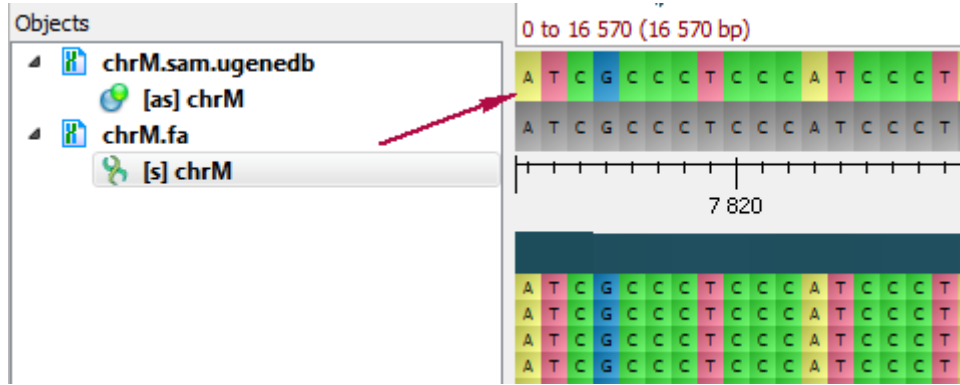 Objects
chrM.sam.ugenedb
[as] chrM
chrM.fa
[s] chrM
0 to 16 570 (16 570 bp)
A T C G C C C T C C C A T C C C T
A T C G C C C T C C C A T C C C T
7 820
A T C G C C C T C C C A T C C C T
A T C G C C C T C C C A T C C C T
A T C G C C C T C C C A T C C C T
A T C G C C C T C C C A T C C C T